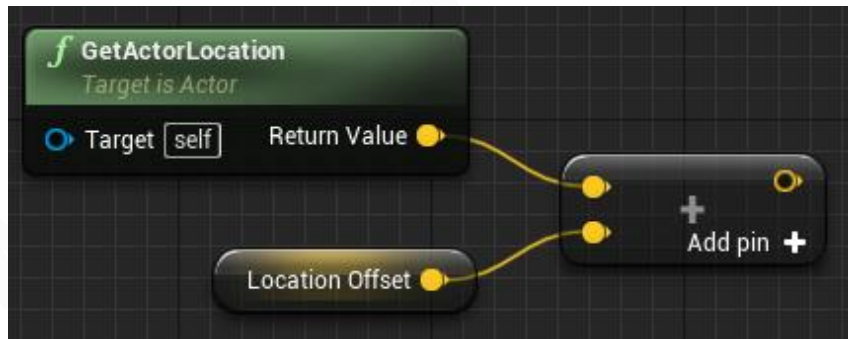 f GetActorLocation
Target is Actor
Target self Return Value
Location Offset
Add pin +